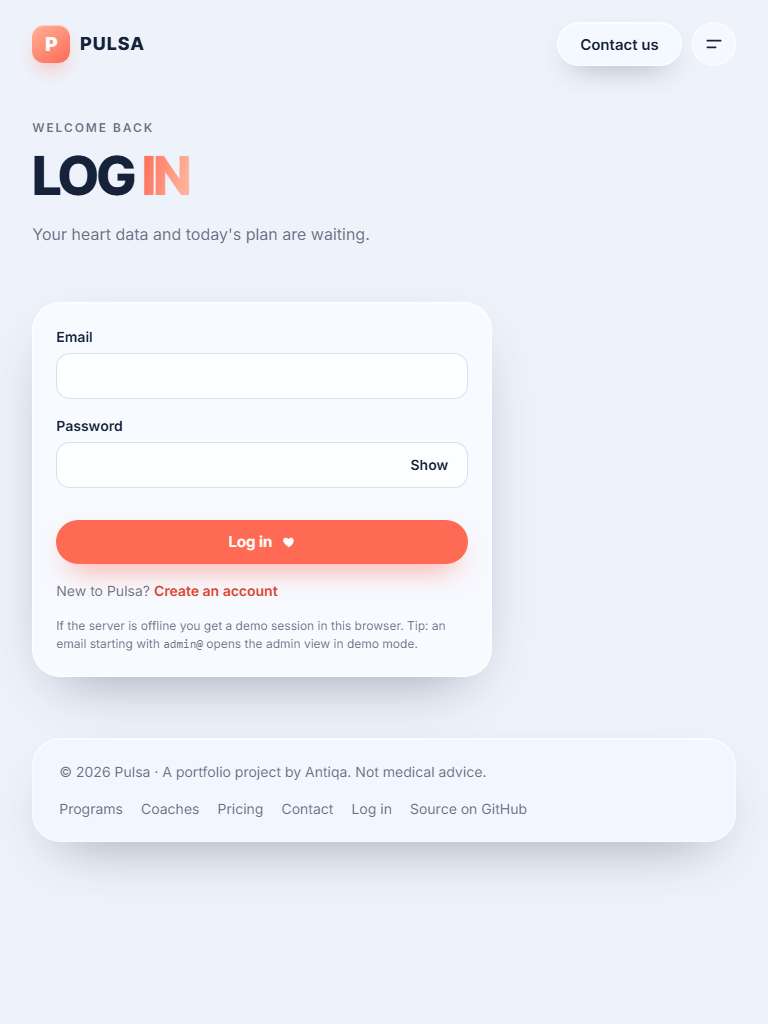 P PULSA
Contact us
WELCOME BACK
LOG IN
Your heart data and today's plan are waiting.
Email
Password
Show
Log in
New to Pulsa? Create an account
If the server is offline you get a demo session in this browser. Tip: an
email starting with admin@ opens the admin view in demo mode.
© 2026 Pulsa · A portfolio project by Antiqa. Not medical advice.
Programs Coaches Pricing Contact Log in Source on GitHub